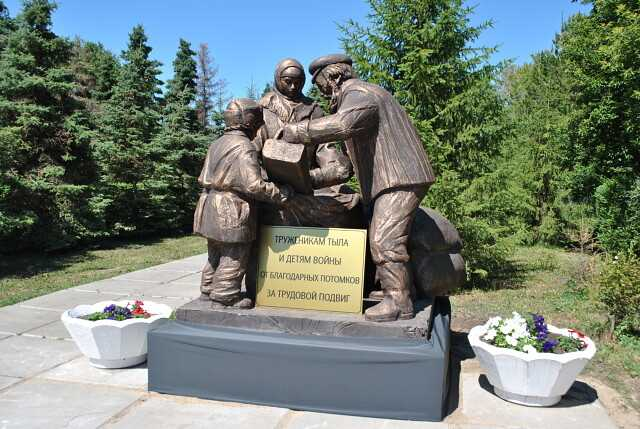 ТРУЖЕНИКАМ ТЫЛА
И ДЕТЯМ ВОЙНЫ
ОТ БЛАГОДАРНЫХ ПОТОМКОВ
ЗА ТРУДОВОЙ ПОДВИГ